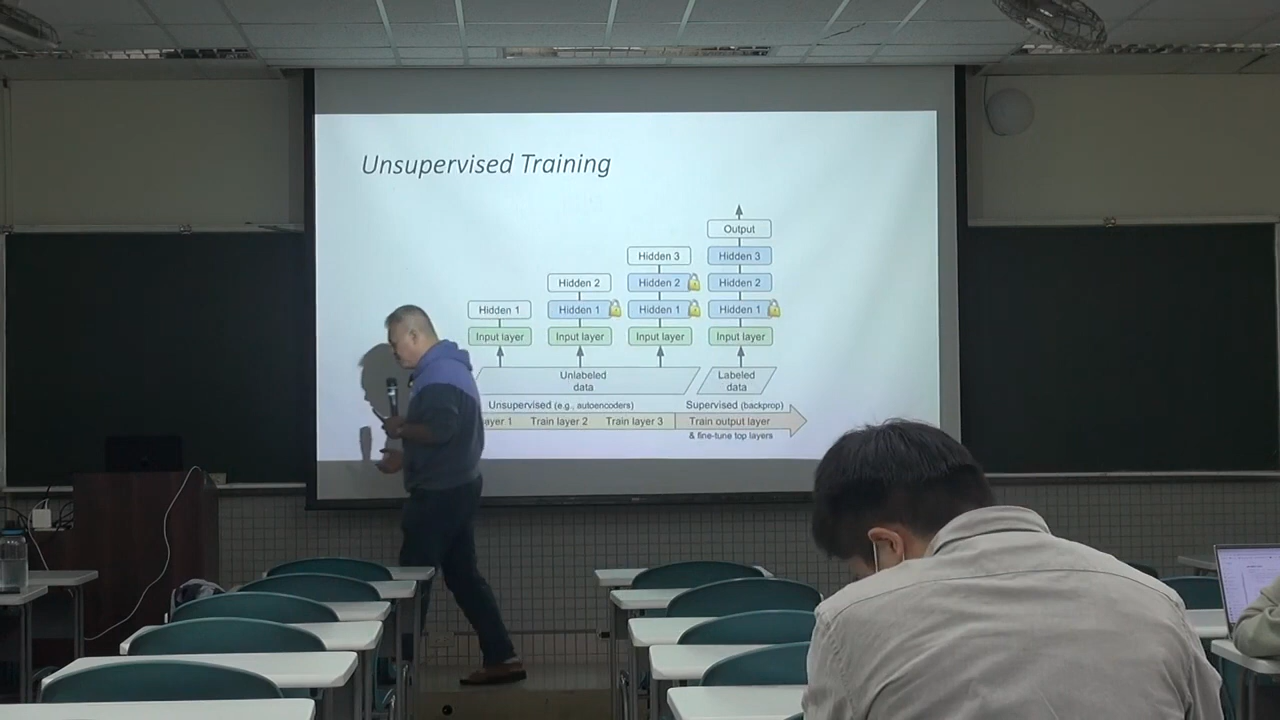 Unsupervised Training
Output
Hidden 3 Hidden 3
Hidden 2 Hidden 2 Hidden 2
Hidden 1 Hidden 1 Hidden 1 Hidden 1
Input layer Input layer Input layer Input layer
Unlabeled data Labeled data
Unsupervised (e.g., autoencoders) Supervised (backprop)
ayer 1 Train layer 2 Train layer 3 Train output layer
& fine-tune top layers